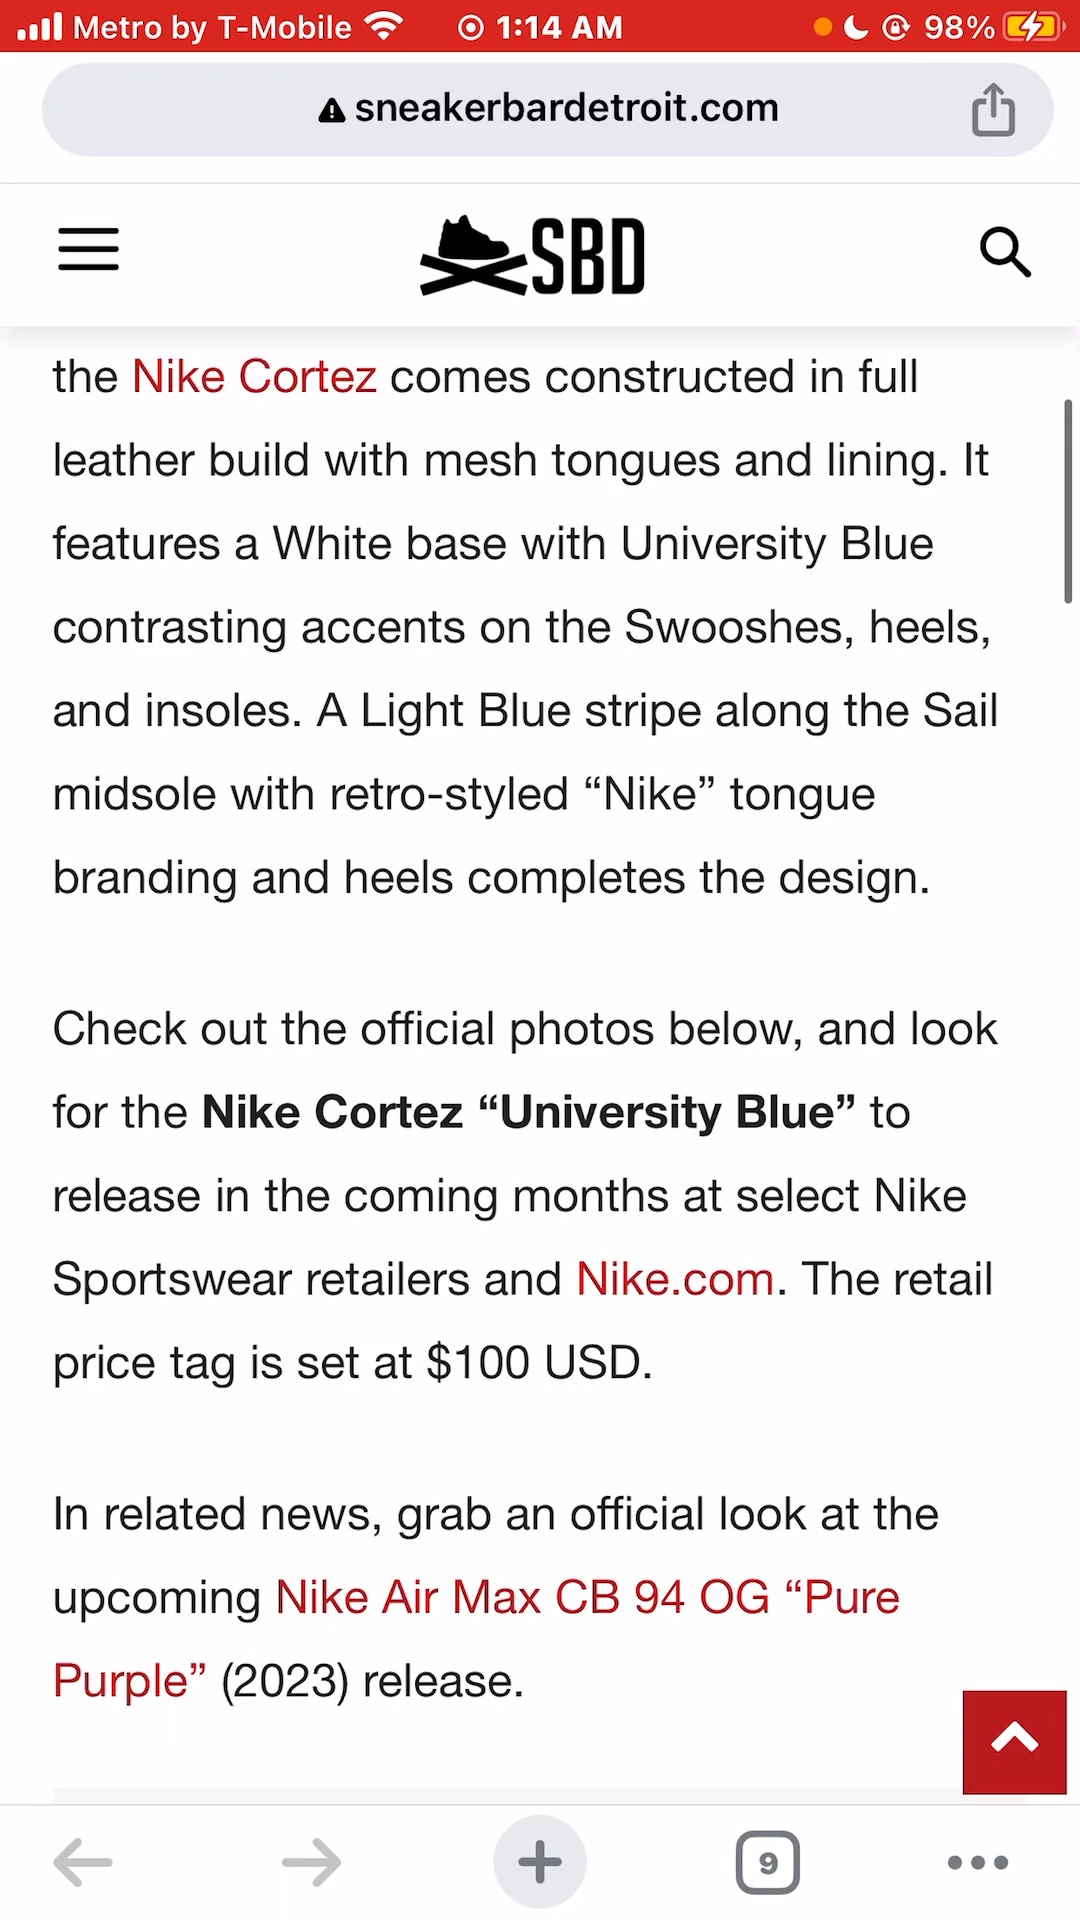 Metro by T-Mobile 1:14 AM 98%
sneakerbardetroit.com
SBD
the Nike Cortez comes constructed in full
leather build with mesh tongues and lining. It
features a White base with University Blue
contrasting accents on the Swooshes, heels,
and insoles. A Light Blue stripe along the Sail
midsole with retro-styled “Nike” tongue
branding and heels completes the design.
Check out the official photos below, and look
for the Nike Cortez “University Blue” to
release in the coming months at select Nike
Sportswear retailers and Nike.com. The retail
price tag is set at $100 USD.
In related news, grab an official look at the
upcoming Nike Air Max CB 94 OG “Pure
Purple” (2023) release.
9